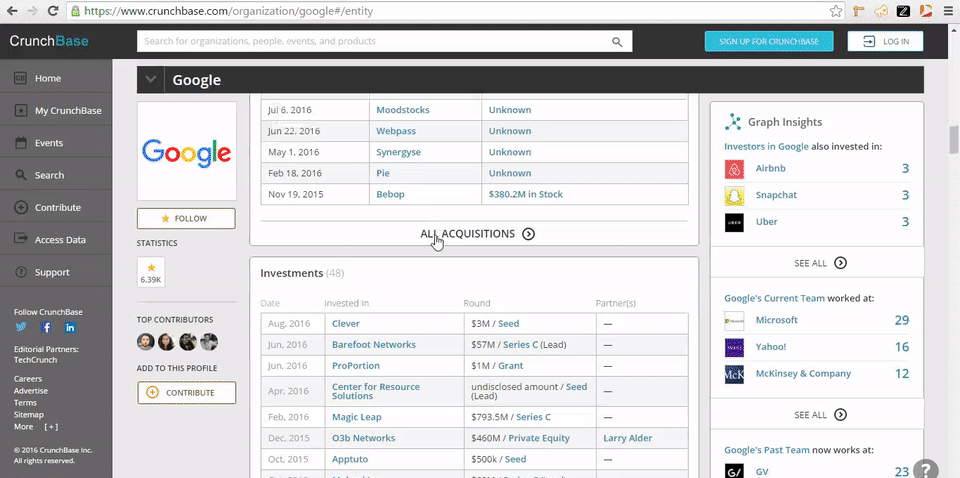 https://www.crunchbase.com/organization/google#/entity
CrunchBase
Search for organizations, people, events, and products
SIGN UP FOR CRUNCHBASE
LOG IN
Home
My CrunchBase
Events
Search
Contribute
Access Data
Support
Follow CrunchBase
Editorial Partners:
TechCrunch
Careers
Advertise
Terms
Sitemap
More [ + ]
© 2016 CrunchBase Inc.
All rights reserved.
Google
Google
FOLLOW
STATISTICS
6.39K
TOP CONTRIBUTORS
ADD TO THIS PROFILE
CONTRIBUTE
Jul 6, 2016 Moodstocks Unknown
Jun 22, 2016 Webpass Unknown
May 1, 2016 Synergyse Unknown
Feb 18, 2016 Pie Unknown
Nov 19, 2015 Bebop $380.2M in Stock
ALL ACQUISITIONS
Investments (48)
Date Invested In Round Partner(s)
Aug, 2016 Clever $3M / Seed —
Jun, 2016 Barefoot Networks $57M / Series C (Lead) —
Jun, 2016 ProPortion $1M / Grant —
Apr, 2016 Center for Resource Solutions undisclosed amount / Seed (Lead) —
Feb, 2016 Magic Leap $793.5M / Series C —
Dec, 2015 O3b Networks $460M / Private Equity Larry Alder
Oct, 2015 Apptuto $500k / Seed —
Graph Insights
Investors in Google also invested in:
Airbnb 3
Snapchat 3
Uber 3
SEE ALL
Google's Current Team worked at:
Microsoft 29
Yahoo! 16
McK
McKinsey & Company 12
SEE ALL
Google's Past Team now works at:
G/
GV 23
?